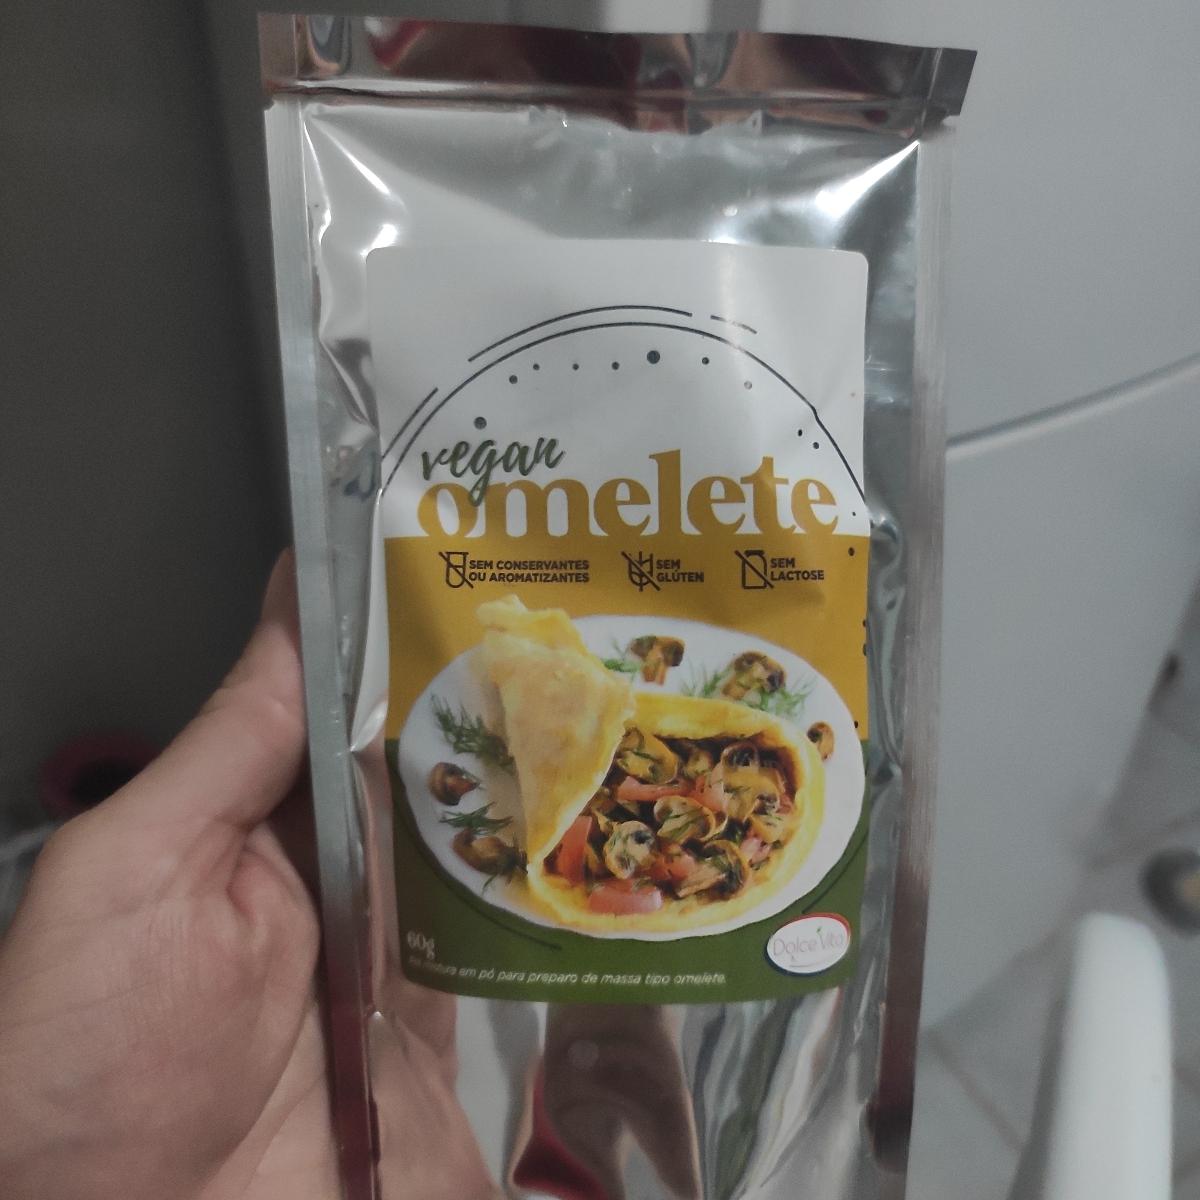 vegan
omelete
SEM CONSERVANTES
OU AROMATIZANTES
SEM
GLÚTEN
SEM
LACTOSE
60g
Dolce Vita
em pó para preparo de massa tipo omelete.